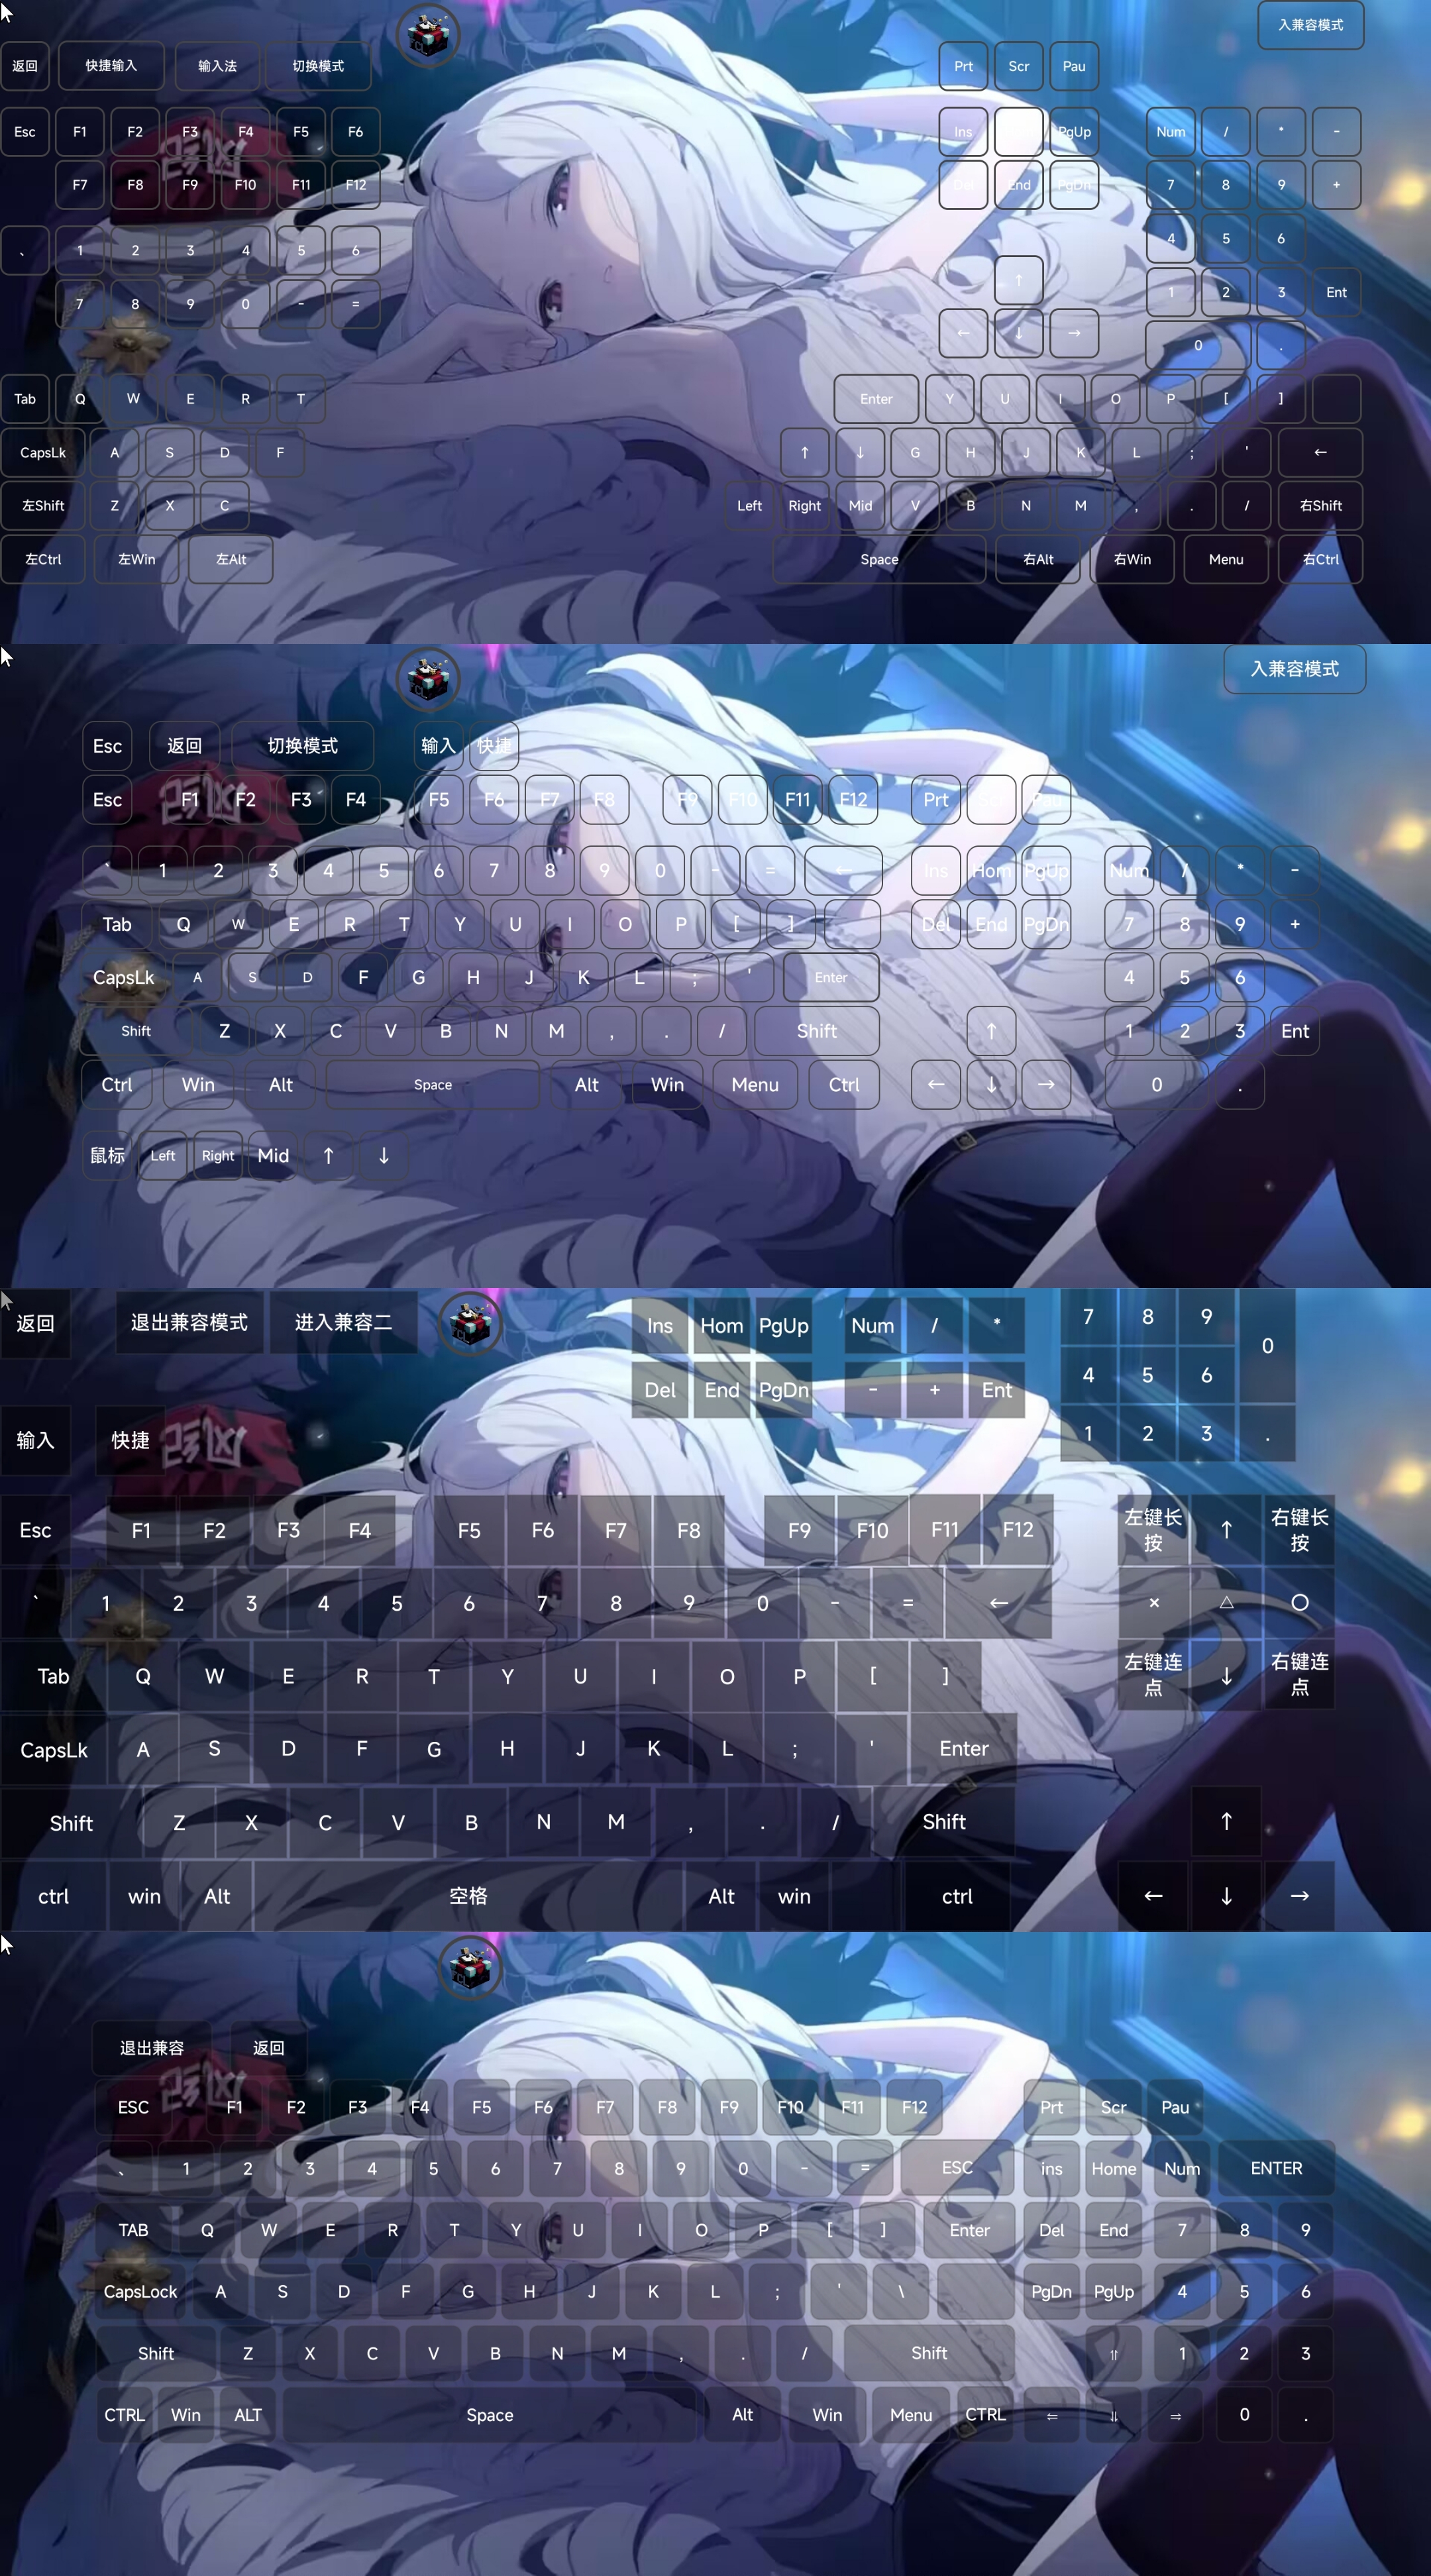 入兼容模式
返回 快捷输入 输入法 切换模式 Prt Scr Pau
Esc F1 F2 F3 F4 F5 F6 Ins PgUp Num / * -
F7 F8 F9 F10 F11 F12 Del End PgDn 7 8 9 +
、 1 2 3 4 5 6 4 5 6
↑
7 8 9 0 - = 1 2 3 Ent
← ↓ → 0 .
Tab Q W E R T Enter Y U I O P [ ]
CapsLk A S D F ↑ ↓ G H J K L ; ' ←
左Shift Z X C Left Right Mid V B N M , . / 右Shift
左Ctrl 左Win 左Alt Space 右Alt 右Win Menu 右Ctrl
入兼容模式
Esc 返回 切换模式 输入 快捷
Esc F1 F2 F3 F4 F5 F6 F7 F8 F9 F10 F11 F12 Prt Pau
` 1 2 3 4 5 6 7 8 9 0 - = ← Ins Hom PgUp Num / * -
Tab Q W E R T Y U I O P [ ] Del End PgDn 7 8 9 +
CapsLk A S D F G H J K L ; ' Enter 4 5 6
Shift Z X C V B N M , . / Shift ↑ 1 2 3 Ent
Ctrl Win Alt Space Alt Win Menu Ctrl ← ↓ → 0 .
鼠标 Left Right Mid ↑ ↓
返回 退出兼容模式 进入兼容二 Ins Hom PgUp Num / * 7 8 9 0
Del End PgDn - + Ent 4 5 6
输入 快捷 1 2 3 .
Esc F1 F2 F3 F4 F5 F6 F7 F8 F9 F10 F11 F12 左键长按 ↑ 右键长按
` 1 2 3 4 5 6 7 8 9 0 - = ← × △ ○
Tab Q W E R T Y U I O P [ ] 左键连点 ↓ 右键连点
CapsLk A S D F G H J K L ; ' Enter
Shift Z X C V B N M , . / Shift ↑
ctrl win Alt 空格 Alt win ctrl ← ↓ →
退出兼容 返回
ESC F1 F2 F3 F4 F5 F6 F7 F8 F9 F10 F11 F12 Prt Scr Pau
、 1 2 3 4 5 6 7 8 9 0 - = ESC ins Home Num ENTER
TAB Q W E R T Y U I O P [ ] Enter Del End 7 8 9
CapsLock A S D F G H J K L ; ' \ PgDn PgUp 4 5 6
Shift Z X C V B N M , . / Shift ⇈ 1 2 3
CTRL Win ALT Space Alt Win Menu CTRL ⇇ ⇊ ⇉ 0 .